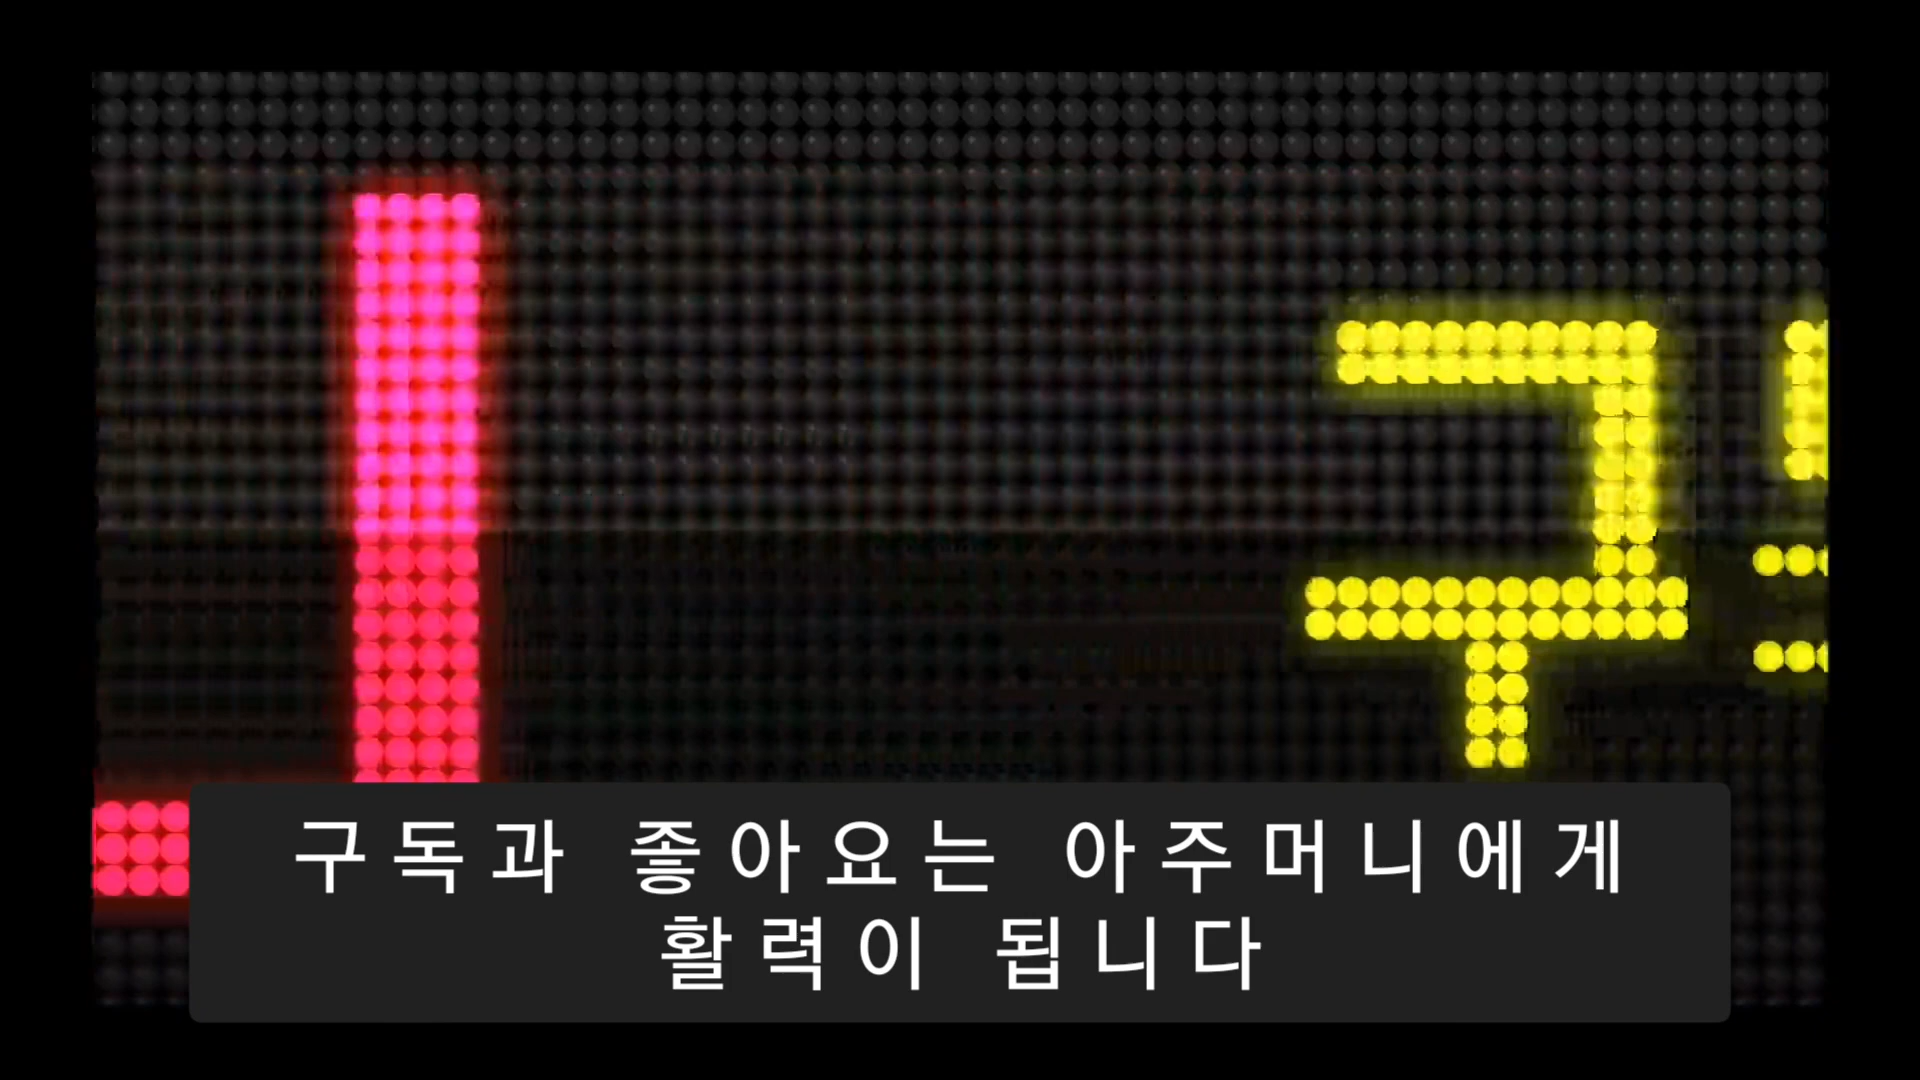 구
구독과 좋아요는 아주머니에게
활력이 됩니다